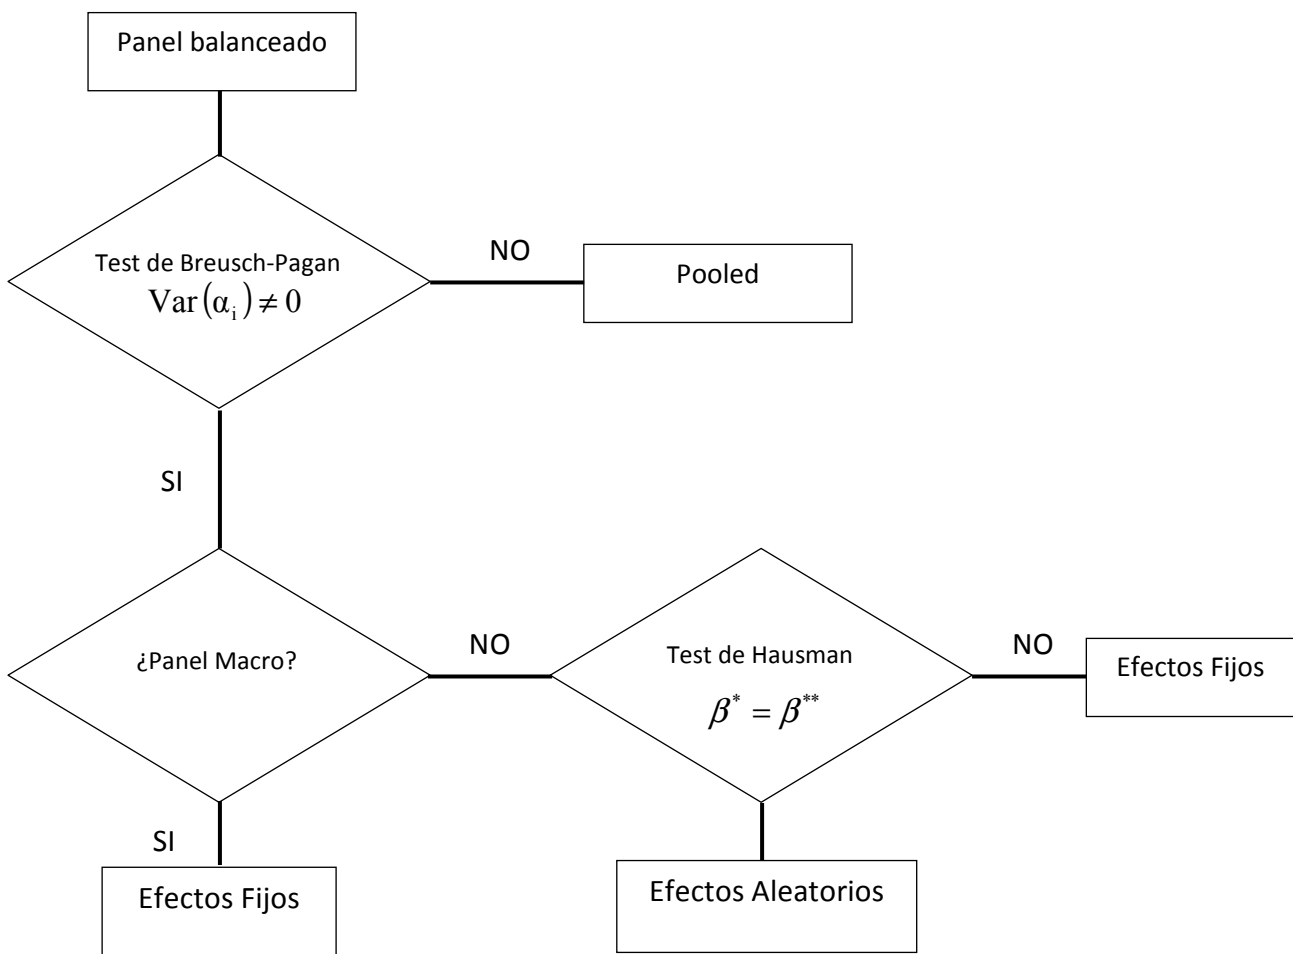 Panel balanceado
Test de Breusch-Pagan
NO
Pooled
Var(αᵢ) ≠ 0
SI
¿Panel Macro?
NO
Test de Hausman
NO
Efectos Fijos
β* = β**
SI
Efectos Fijos
Efectos Aleatorios